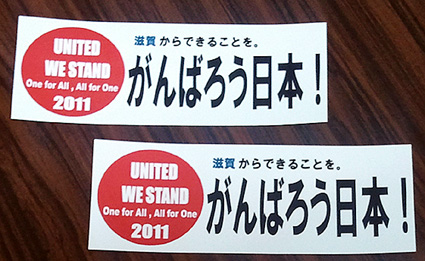 UNITED
WE STAND
One for All , All for One
2011
滋賀からできることを。
がんばろう日本！
UNITED
WE STAND
One for All , All for One
2011
滋賀からできることを。
がんばろう日本！